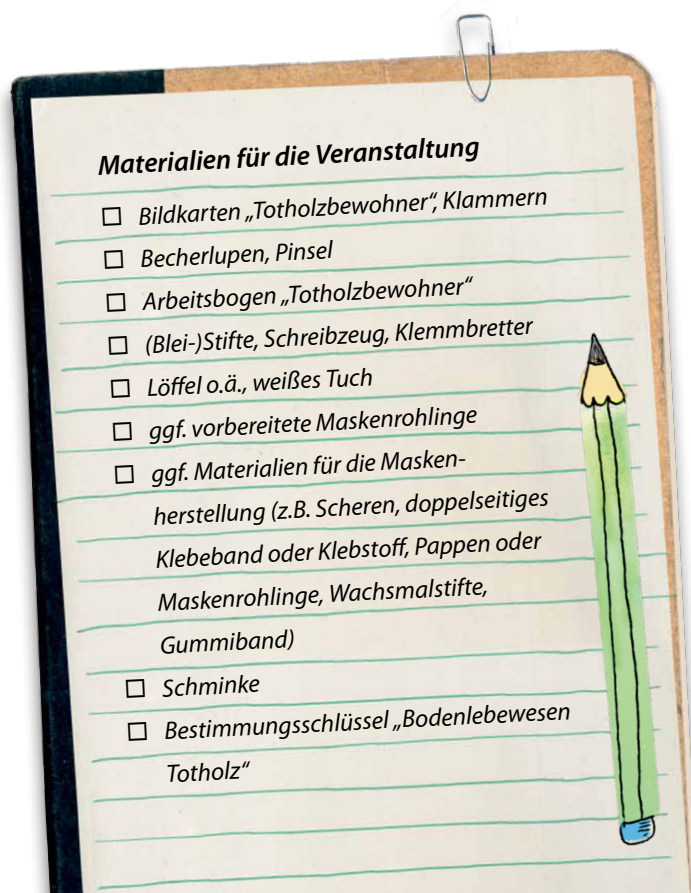 Materialien für die Veranstaltung
☐ Bildkarten „Totholzbewohner“, Klammern
☐ Becherlupen, Pinsel
☐ Arbeitsbogen „Totholzbewohner“
☐ (Blei-)Stifte, Schreibzeug, Klemmbretter
☐ Löffel o.ä., weißes Tuch
☐ ggf. vorbereitete Maskenrohlinge
☐ ggf. Materialien für die Masken-
herstellung (z.B. Scheren, doppelseitiges
Klebeband oder Klebstoff, Pappen oder
Maskenrohlinge, Wachsmalstifte,
Gummiband)
☐ Schminke
☐ Bestimmungsschlüssel „Bodenlebewesen
Totholz“